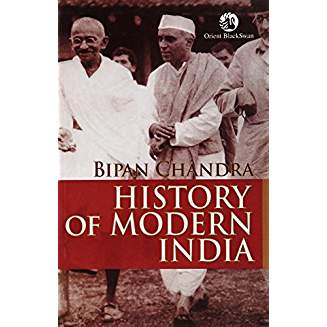 Orient BlackSwan
BIPAN CHANDRA
HISTORY
OF MODERN
INDIA